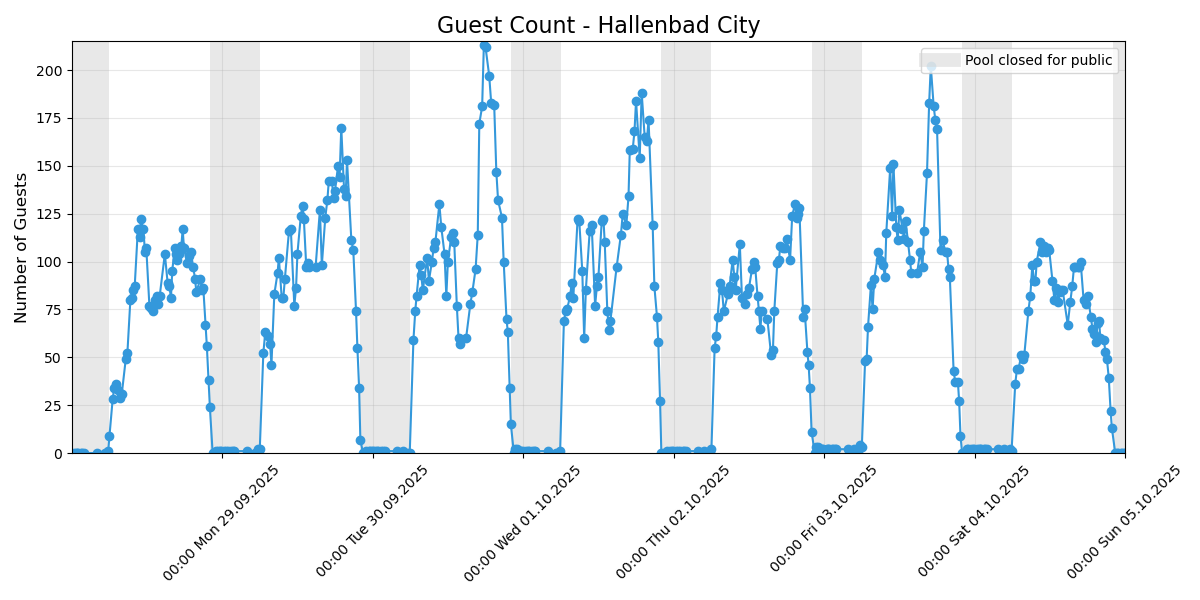 Guest Count - Hallenbad City
Pool closed for public
Number of Guests
200
175
150
125
100
75
50
25
0
00:00 Mon 29.09.2025
00:00 Tue 30.09.2025
00:00 Wed 01.10.2025
00:00 Thu 02.10.2025
00:00 Fri 03.10.2025
00:00 Sat 04.10.2025
00:00 Sun 05.10.2025